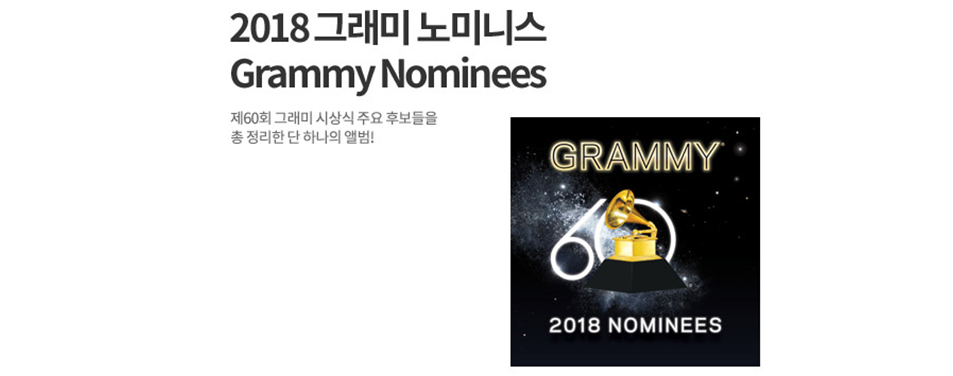 2018 그래미 노미니스
Grammy Nominees
제60회 그래미 시상식 주요 후보들을
총 정리한 단 하나의 앨범!
GRAMMY
60
2018 NOMINEES